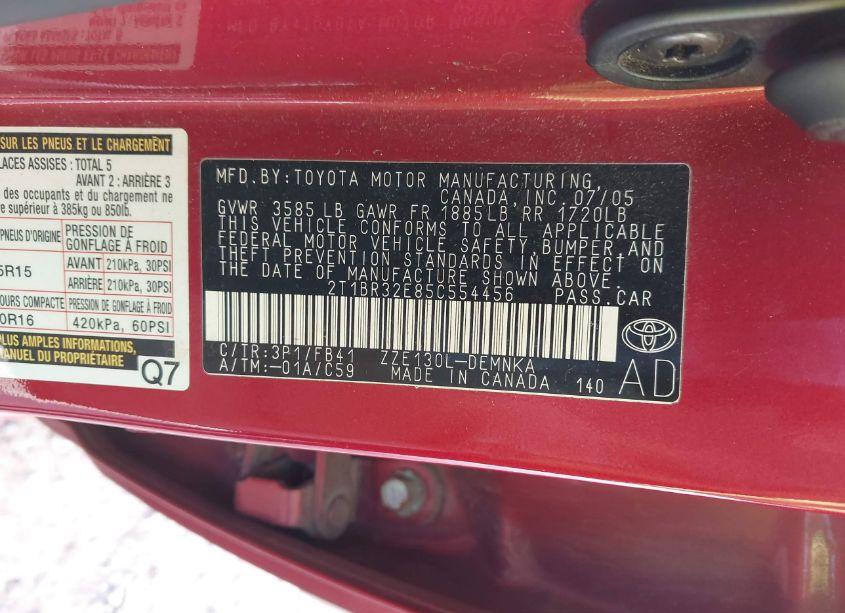 SUR LES PNEUS ET LE CHARGEMENT
LACES ASSISES : TOTAL 5
AVANT 2 : ARRIÈRE 3
des occupants et du chargement ne
e supérieur à 385kg ou 850lb.
PNEUS D'ORIGINE PRESSION DE GONFLAGE À FROID
5R15
AVANT 210kPa, 30PSI
ARRIÈRE 210kPa, 30PSI
OURS COMPACTE PRESSION DE GONFLAGE À FROID
0R16 420kPa, 60PSI
PLUS AMPLES INFORMATIONS,
MANUEL DU PROPRIÉTAIRE
Q7
MFD.BY:TOYOTA MOTOR MANUFACTURING,
CANADA,INC.07/05
GVWR 3585LB GAWR FR 1885LB RR 1720LB
THIS VEHICLE CONFORMS TO ALL APPLICABLE
FEDERAL MOTOR VEHICLE SAFETY,BUMPER AND
THEFT PREVENTION STANDARDS IN EFFECT ON
THE DATE OF MANUFACTURE SHOWN ABOVE.
2T1BR32E85C554456 PASS.CAR
C/TR:3P1/FB41 ZZE130L-DEMNKA
A/TM:-01A/C59 MADE IN CANADA 140
AD